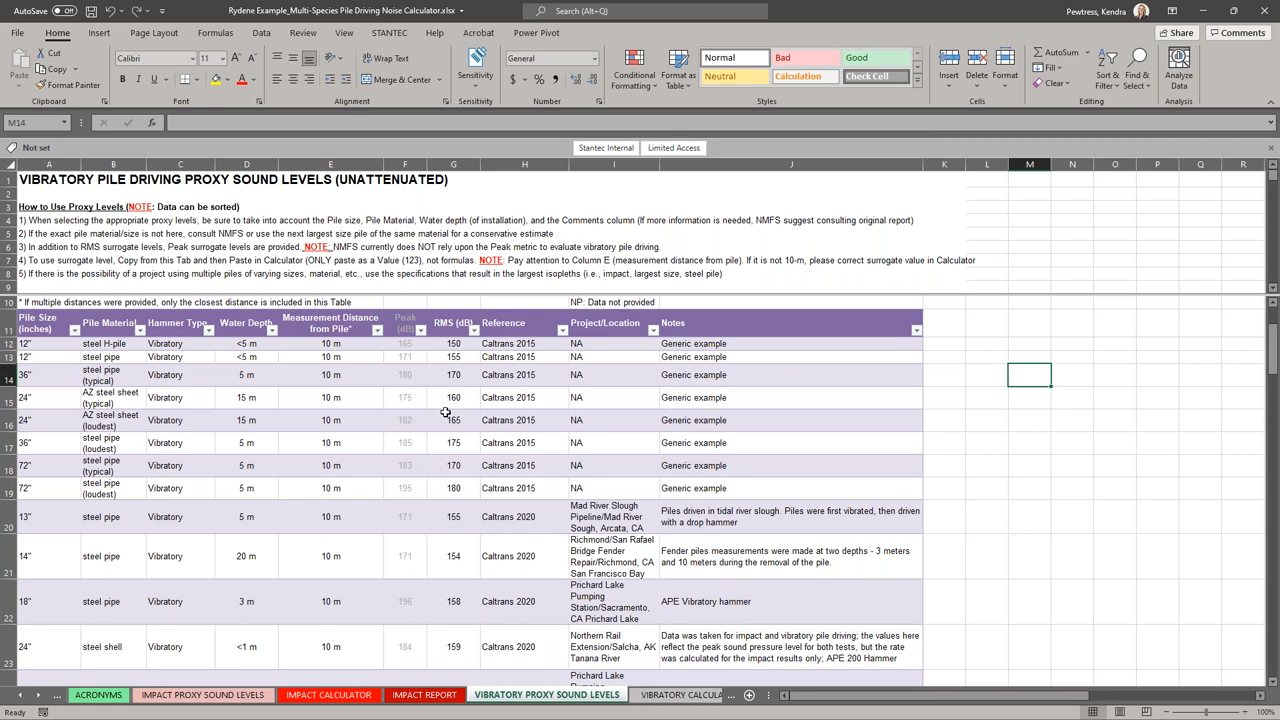 AutoSave Off Rydene Example_Multi-Species Pile Driving Noise Calculator.xlsx Search (Alt+Q) Pewtress, Kendra
File Home Insert Page Layout Formulas Data Review View STANTEC Help Acrobat Power Pivot Share Comments
Paste Cut Copy Format Painter Clipboard
Calibri 11 B I U Font
Wrap Text Merge & Center Alignment
Sensitivity Sensitivity
General $ % Number
Conditional Formatting Format as Table Normal Bad Good Neutral Calculation Check Cell Styles
Insert Delete Format Cells
AutoSum Fill Clear Sort & Filter Find & Select Editing
Analyze Data Analysis
M14 fx
Not set Stantec Internal Limited Access
A B C D E F G H I J K L M N O P Q R
1 VIBRATORY PILE DRIVING PROXY SOUND LEVELS (UNATTENUATED)
2
3 How to Use Proxy Levels (NOTE: Data can be sorted)
4 1) When selecting the appropriate proxy levels, be sure to take into account the Pile size, Pile Material, Water depth (of installation), and the Comments column (If more information is needed, NMFS suggest consulting original report)
5 2) If the exact pile material/size is not here, consult NMFS or use the next largest size pile of the same material for a conservative estimate
6 3) In addition to RMS surrogate levels, Peak surrogate levels are provided. NOTE: NMFS currently does NOT rely upon the Peak metric to evaluate vibratory pile driving.
7 4) To use surrogate level, Copy from this Tab and then Paste in Calculator (ONLY paste as a Value (123), not formulas. NOTE: Pay attention to Column E (measurement distance from pile). If it is not 10-m, please correct surrogate value in Calculator
8 5) If there is the possibility of a project using multiple piles of varying sizes, material, etc., use the specifications that result in the largest isopleths (i.e., impact, largest size, steel pile)
9
10 * If multiple distances were provided, only the closest distance is included in this Table NP: Data not provided
11 Pile Size (inches) Pile Material Hammer Type Water Depth Measurement Distance from Pile* Peak (dB) RMS (dB) Reference Project/Location Notes
12 12" steel H-pile Vibratory <5 m 10 m 165 150 Caltrans 2015 NA Generic example
13 12" steel pipe Vibratory <5 m 10 m 171 155 Caltrans 2015 NA Generic example
14 36" steel pipe (typical) Vibratory 5 m 10 m 180 170 Caltrans 2015 NA Generic example
15 24" AZ steel sheet (typical) Vibratory 15 m 10 m 175 160 Caltrans 2015 NA Generic example
16 24" AZ steel sheet (loudest) Vibratory 15 m 10 m 182 165 Caltrans 2015 NA Generic example
17 36" steel pipe (loudest) Vibratory 5 m 10 m 185 175 Caltrans 2015 NA Generic example
18 72" steel pipe (typical) Vibratory 5 m 10 m 183 170 Caltrans 2015 NA Generic example
19 72" steel pipe (loudest) Vibratory 5 m 10 m 195 180 Caltrans 2015 NA Generic example
20 13" steel pipe Vibratory 10 m 171 155 Caltrans 2020 Mad River Slough Pipeline/Mad River Sough, Arcata, CA Piles driven in tidal river slough. Piles were first vibrated, then driven with a drop hammer
21 14" steel pipe Vibratory 20 m 10 m 171 154 Caltrans 2020 Richmond/San Rafael Bridge Fender Repair/Richmond, CA San Francisco Bay Fender piles measurements were made at two depths - 3 meters and 10 meters during the removal of the pile.
22 18" steel pipe Vibratory 3 m 10 m 196 158 Caltrans 2020 Prichard Lake Pumping Station/Sacramento, CA Prichard Lake APE Vibratory hammer
23 24" steel shell Vibratory <1 m 10 m 184 159 Caltrans 2020 Northern Rail Extension/Salcha, AK Tanana River Data was taken for impact and vibratory pile driving; the values here reflect the peak sound pressure level for both tests, but the rate was calculated for the impact results only; APE 200 Hammer
Prichard Lake
... ACRONYMS IMPACT PROXY SOUND LEVELS IMPACT CALCULATOR IMPACT REPORT VIBRATORY PROXY SOUND LEVELS VIBRATORY CALCULA ...
Ready 100%